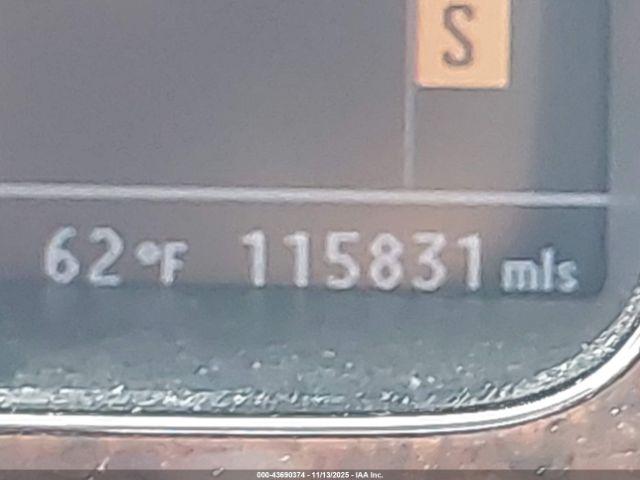 S
62°F 115831 mls
000-43690374 - 11/13/2025 - IAA Inc.